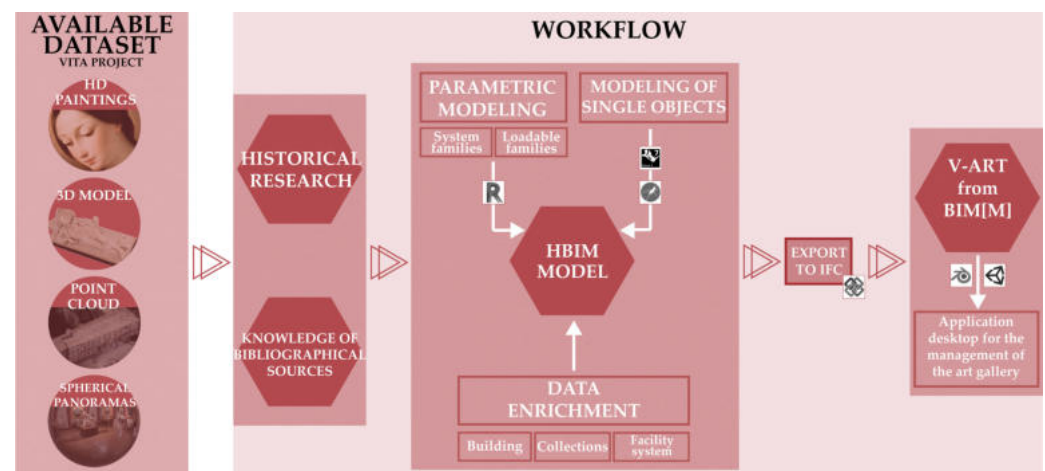 AVAILABLE
DATASET
VITA PROJECT
HD
PAINTINGS
3D MODEL
POINT
CLOUD
SPHERICAL
PANORAMAS
WORKFLOW
HISTORICAL
RESEARCH
KNOWLEDGE OF
BIBLIOGRAPHICAL
SOURCES
PARAMETRIC
MODELING
System
families
Loadable
families
MODELING OF
SINGLE OBJECTS
R
HBIM
MODEL
DATA
ENRICHMENT
Building
Collections
Facility
system
EXPORT
TO IFC
V-ART
from
BIM[M]
Application
desktop for the
management of
the art gallery